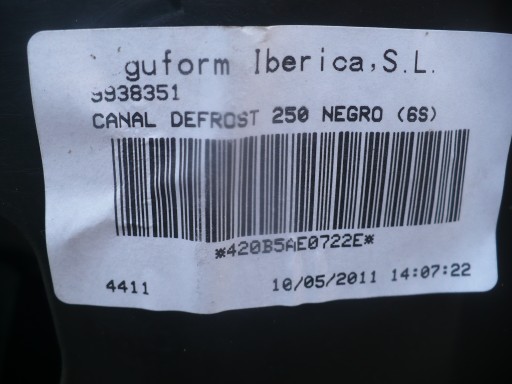 guform Iberica,S.L.
9938351
CANAL DEFROST 250 NEGRO (6S)
*420B5AE0722E*
4411 10/05/2011 14:07:22